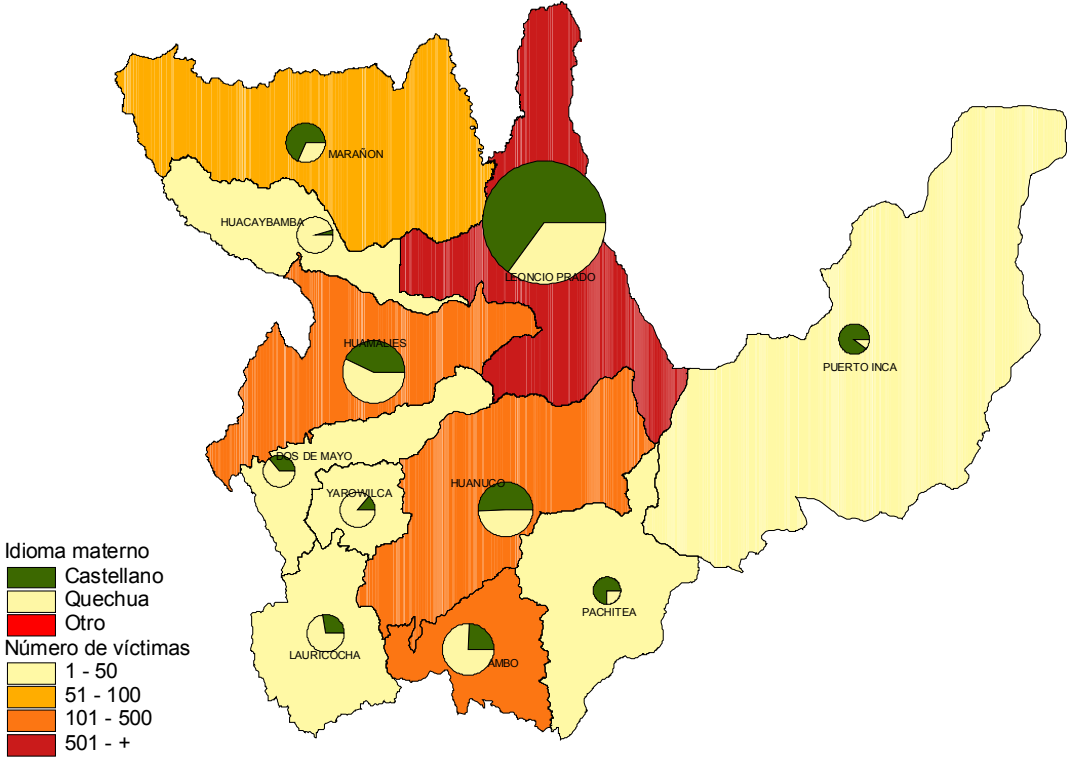 MARAÑON
HUACAYBAMBA
LEONCIO PRADO
HUAMALIES
PUERTO INCA
DOS DE MAYO
YAROWILCA
HUANUCO
PACHITEA
LAURICOCHA
AMBO
Idioma materno
Castellano
Quechua
Otro
Número de víctimas
1 - 50
51 - 100
101 - 500
501 - +